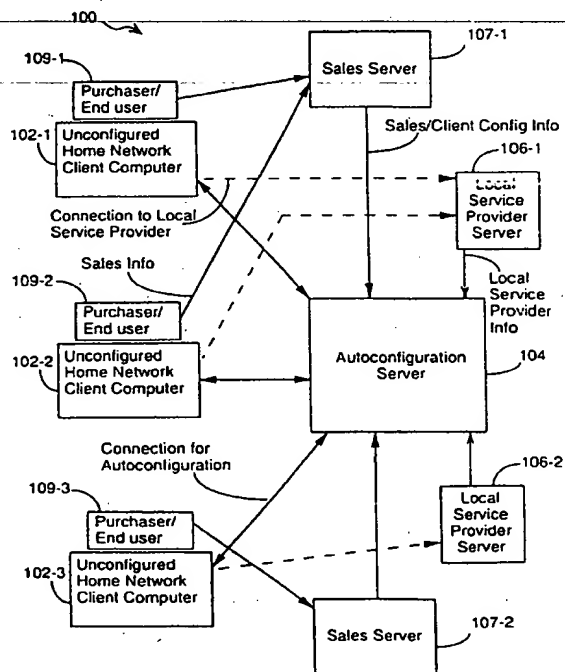 100
109-1
Purchaser/
End user
102-1
Unconfigured
Home Network
Client Computer
107-1
Sales Server
Sales/Client Config Info
106-1
Local
Service
Provider
Server
Connection to Local
Service Provider
Sales Info
109-2
Purchaser/
End user
102-2
Unconfigured
Home Network
Client Computer
Local
Service
Provider
Info
Autoconfiguration
Server
104
Connection for
Autoconfiguration
109-3
Purchaser/
End user
102-3
Unconfigured
Home Network
Client Computer
106-2
Local
Service
Provider
Server
Sales Server
107-2